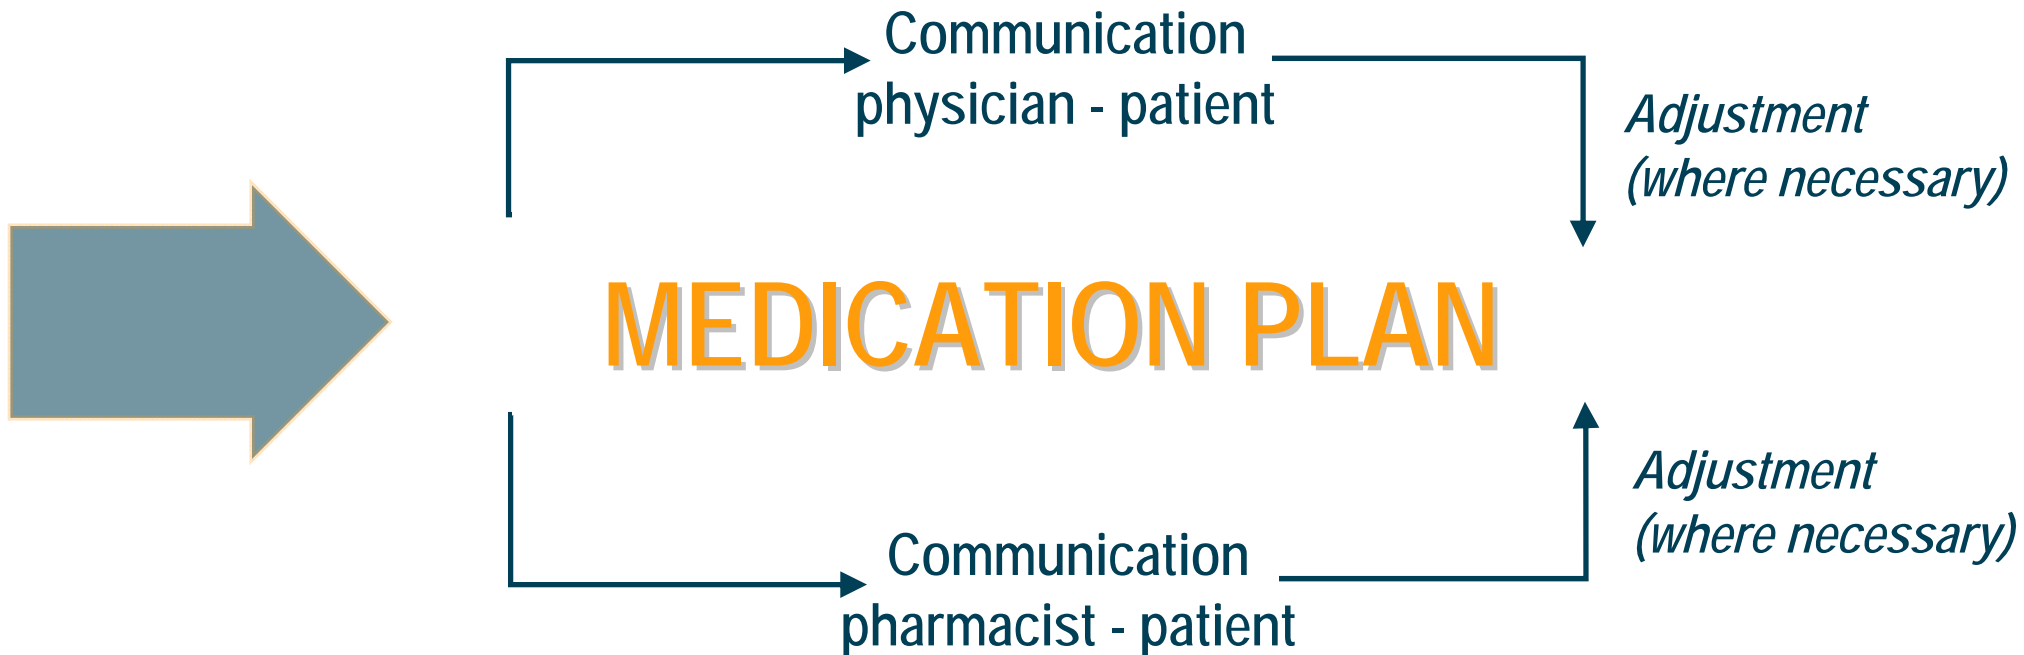 Communication
physician - patient
Adjustment
(where necessary)
MEDICATION PLAN
Adjustment
(where necessary)
Communication
pharmacist - patient